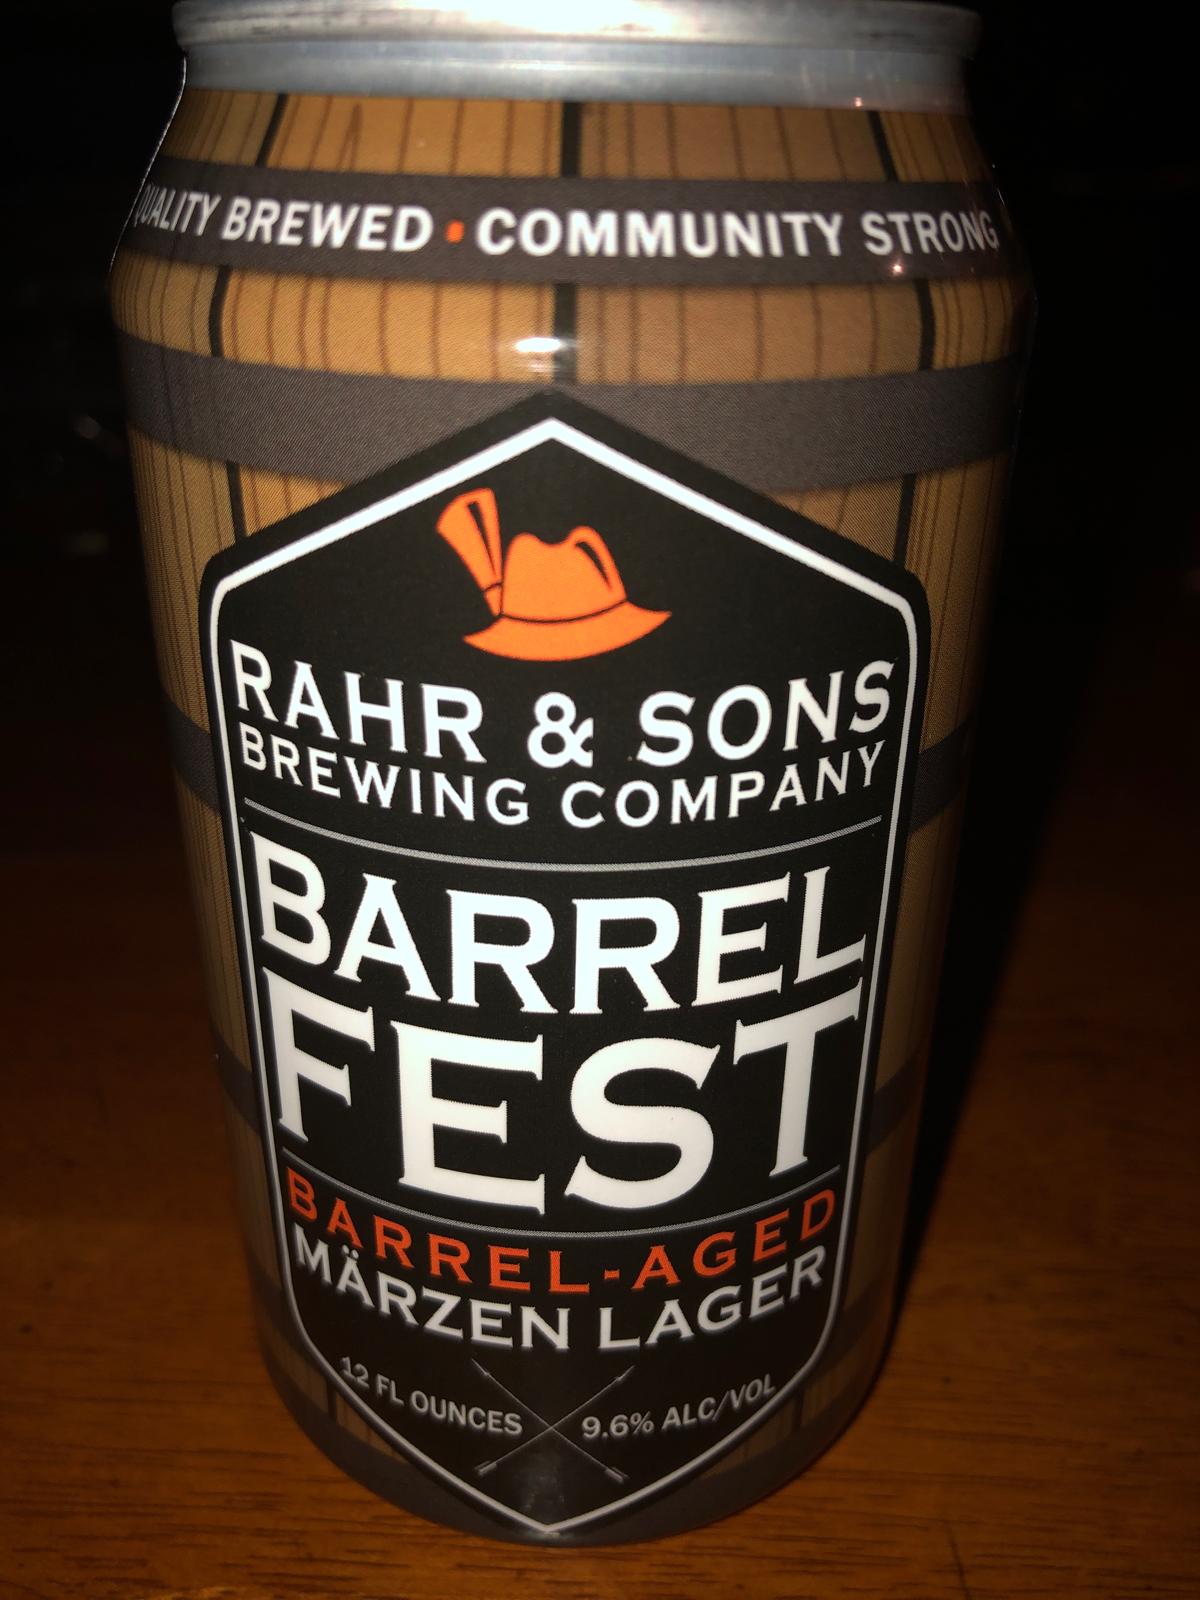 QUALITY BREWED · COMMUNITY STRONG
RAHR & SONS
BREWING COMPANY
BARREL
FEST
BARREL-AGED
MÄRZEN LAGER
12 FL OUNCES 9.6% ALC/VOL